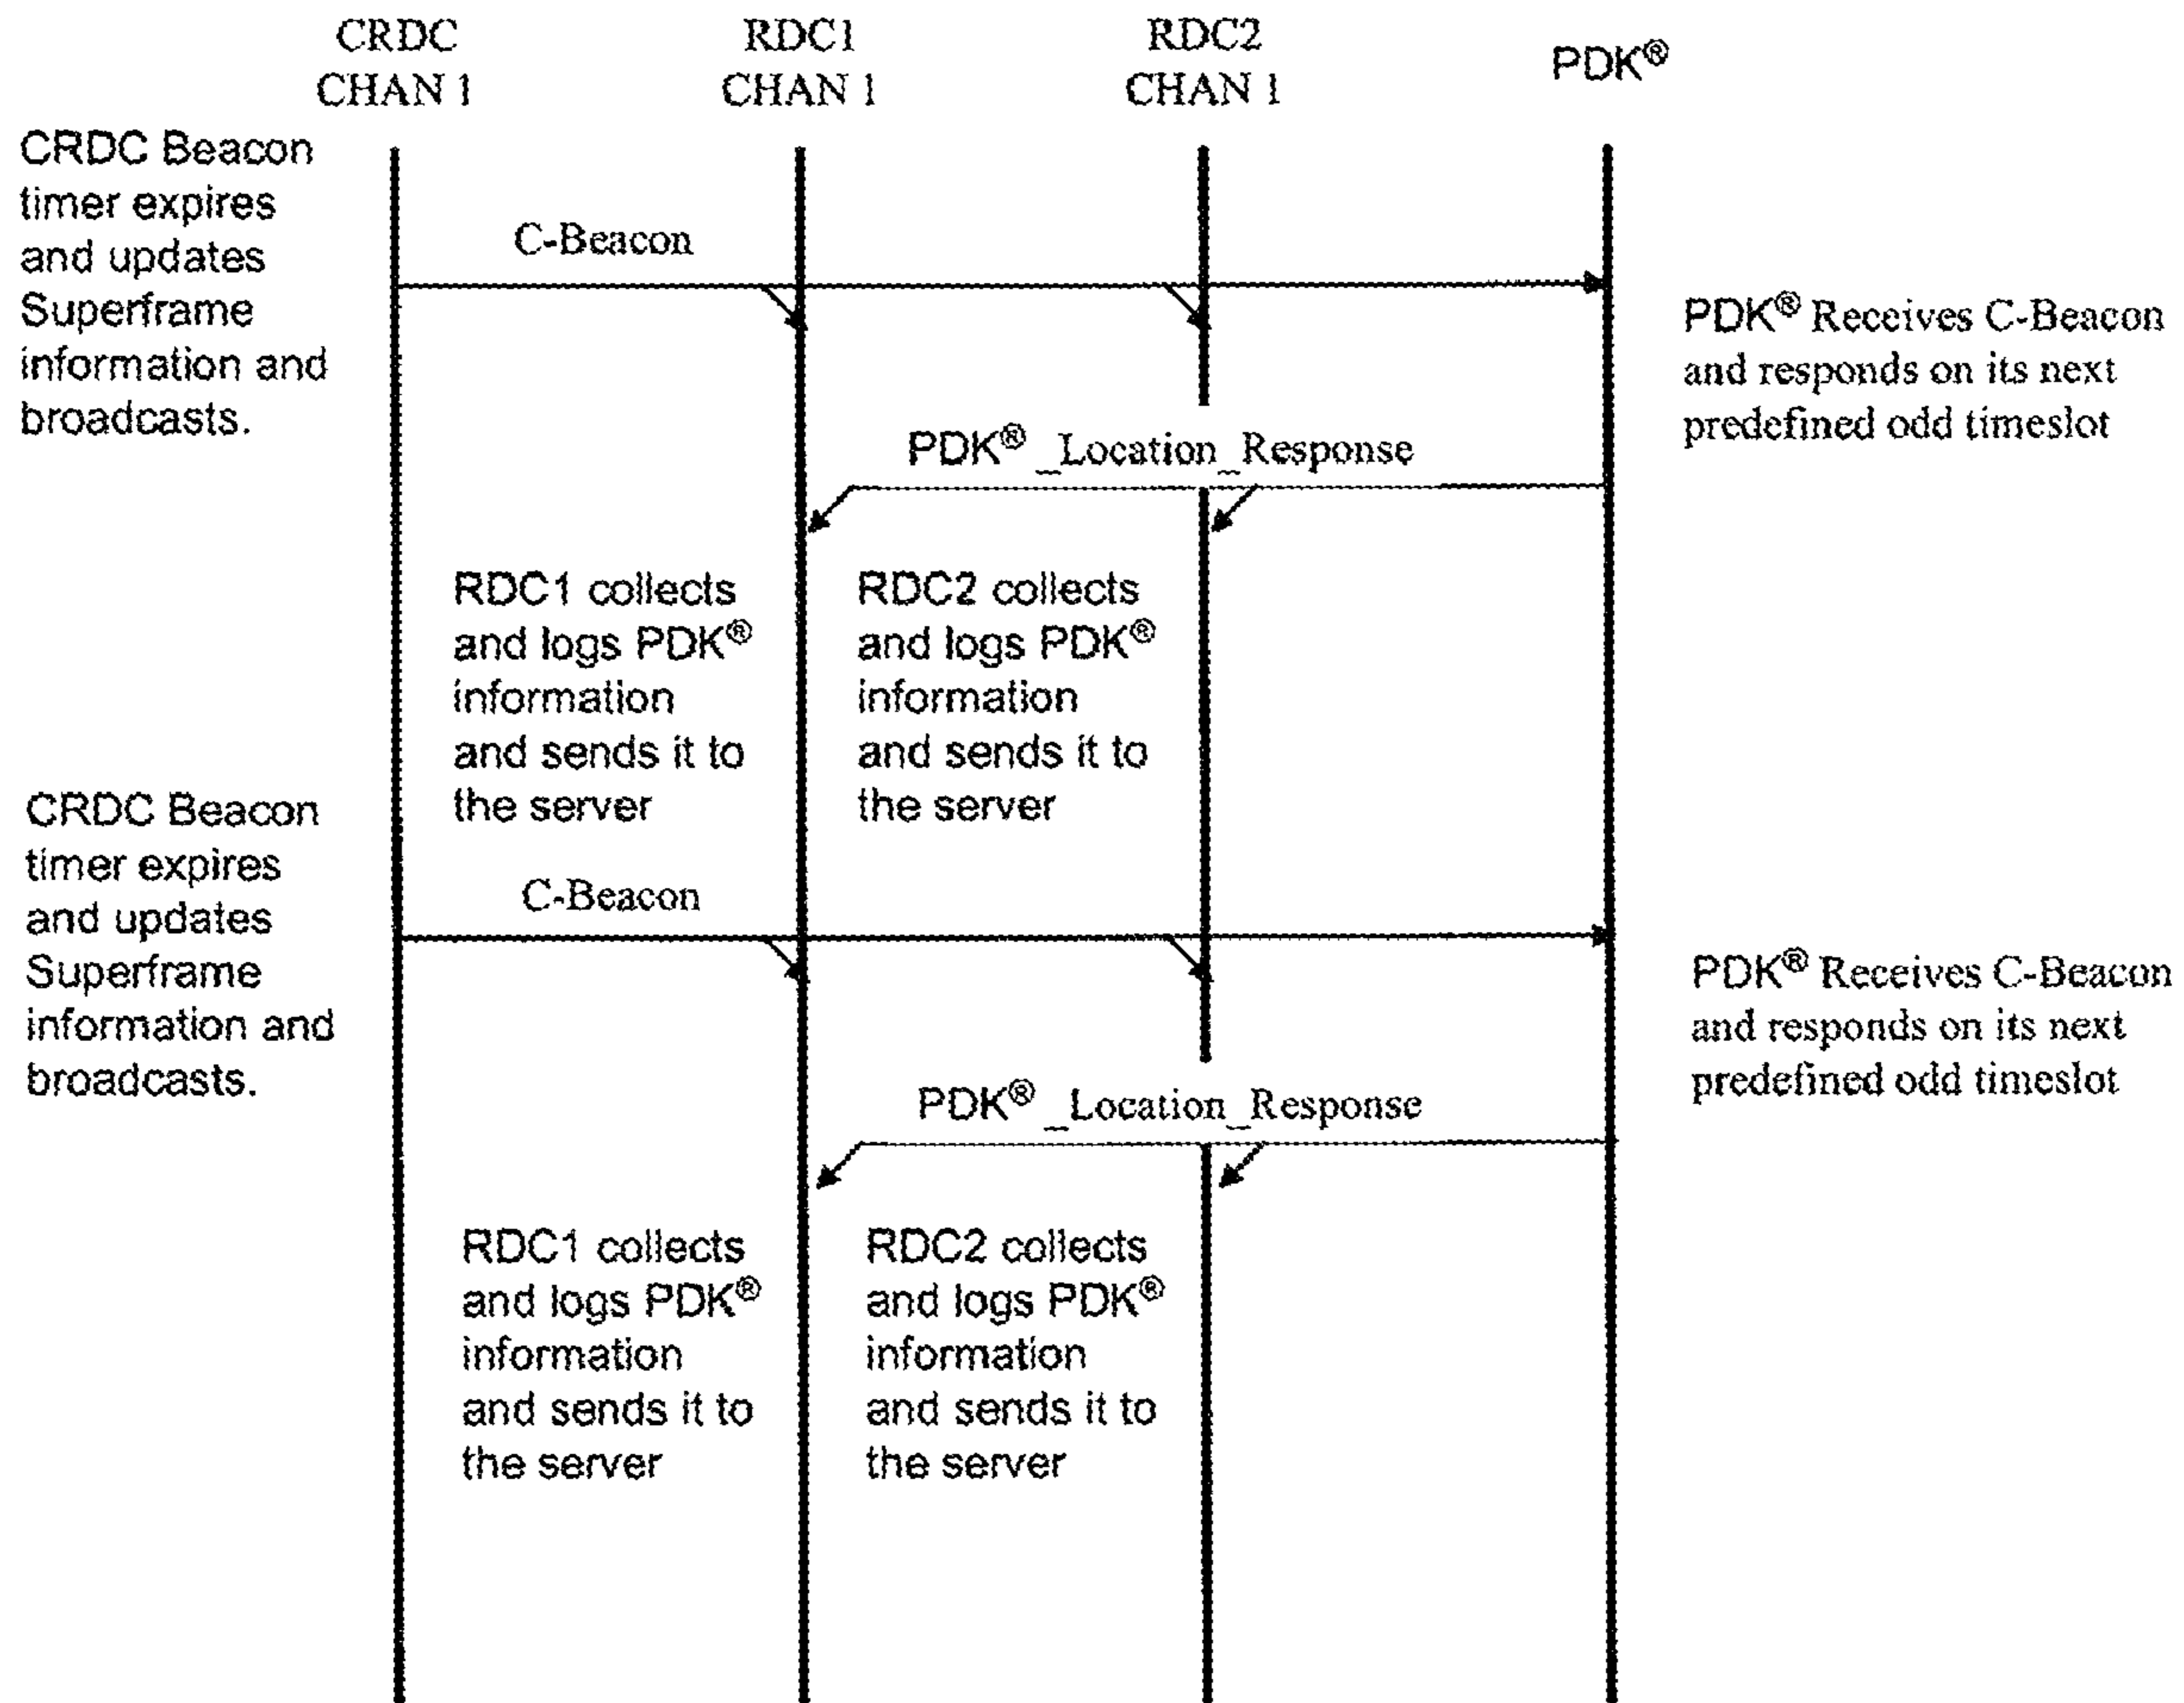 CRDC
CHAN 1
RDC1
CHAN 1
RDC2
CHAN 1
PDK®
CRDC Beacon
timer expires
and updates
Superframe
information and
broadcasts.
C-Beacon
PDK® Receives C-Beacon
and responds on its next
predefined odd timeslot
PDK® _Location_Response
RDC1 collects
and logs PDK®
information
and sends it to
the server
RDC2 collects
and logs PDK®
information
and sends it to
the server
CRDC Beacon
timer expires
and updates
Superframe
information and
broadcasts.
C-Beacon
PDK® Receives C-Beacon
and responds on its next
predefined odd timeslot
PDK® _Location_Response
RDC1 collects
and logs PDK®
information
and sends it to
the server
RDC2 collects
and logs PDK®
information
and sends it to
the server